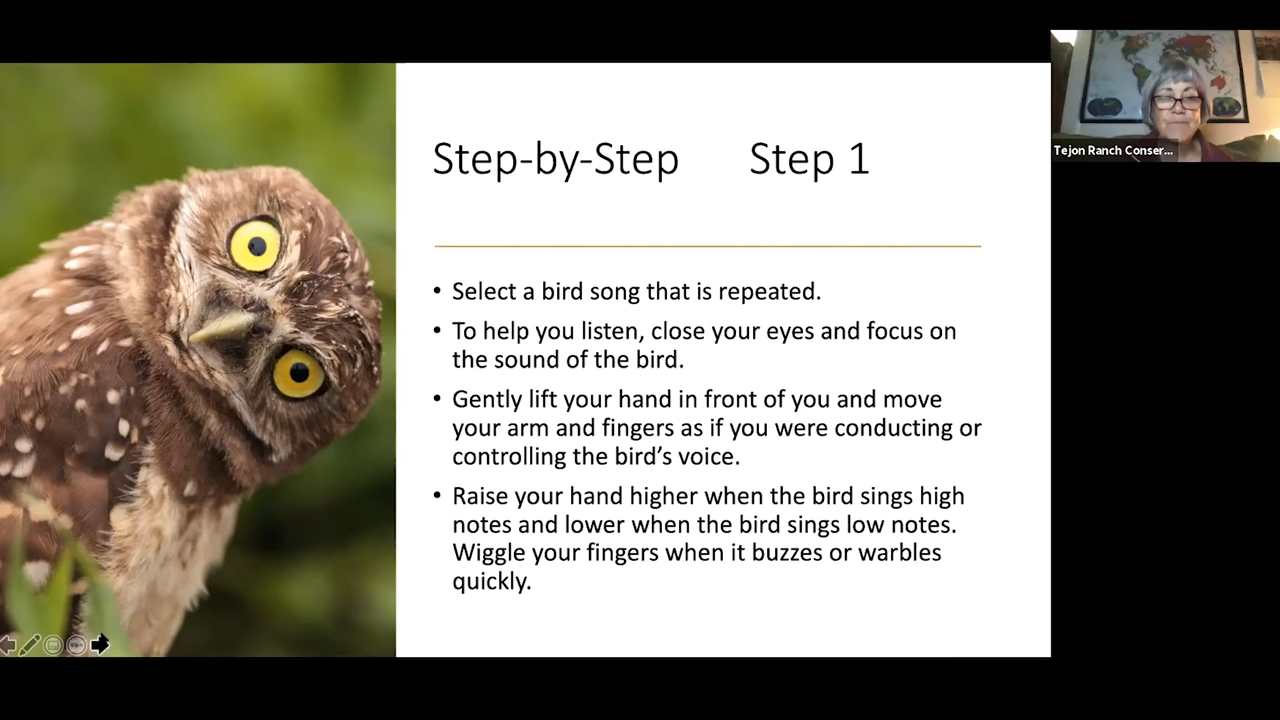 Step-by-Step Step 1
• Select a bird song that is repeated.
• To help you listen, close your eyes and focus on
the sound of the bird.
• Gently lift your hand in front of you and move
your arm and fingers as if you were conducting or
controlling the bird’s voice.
• Raise your hand higher when the bird sings high
notes and lower when the bird sings low notes.
Wiggle your fingers when it buzzes or warbles
quickly.
Tejon Ranch Conser...